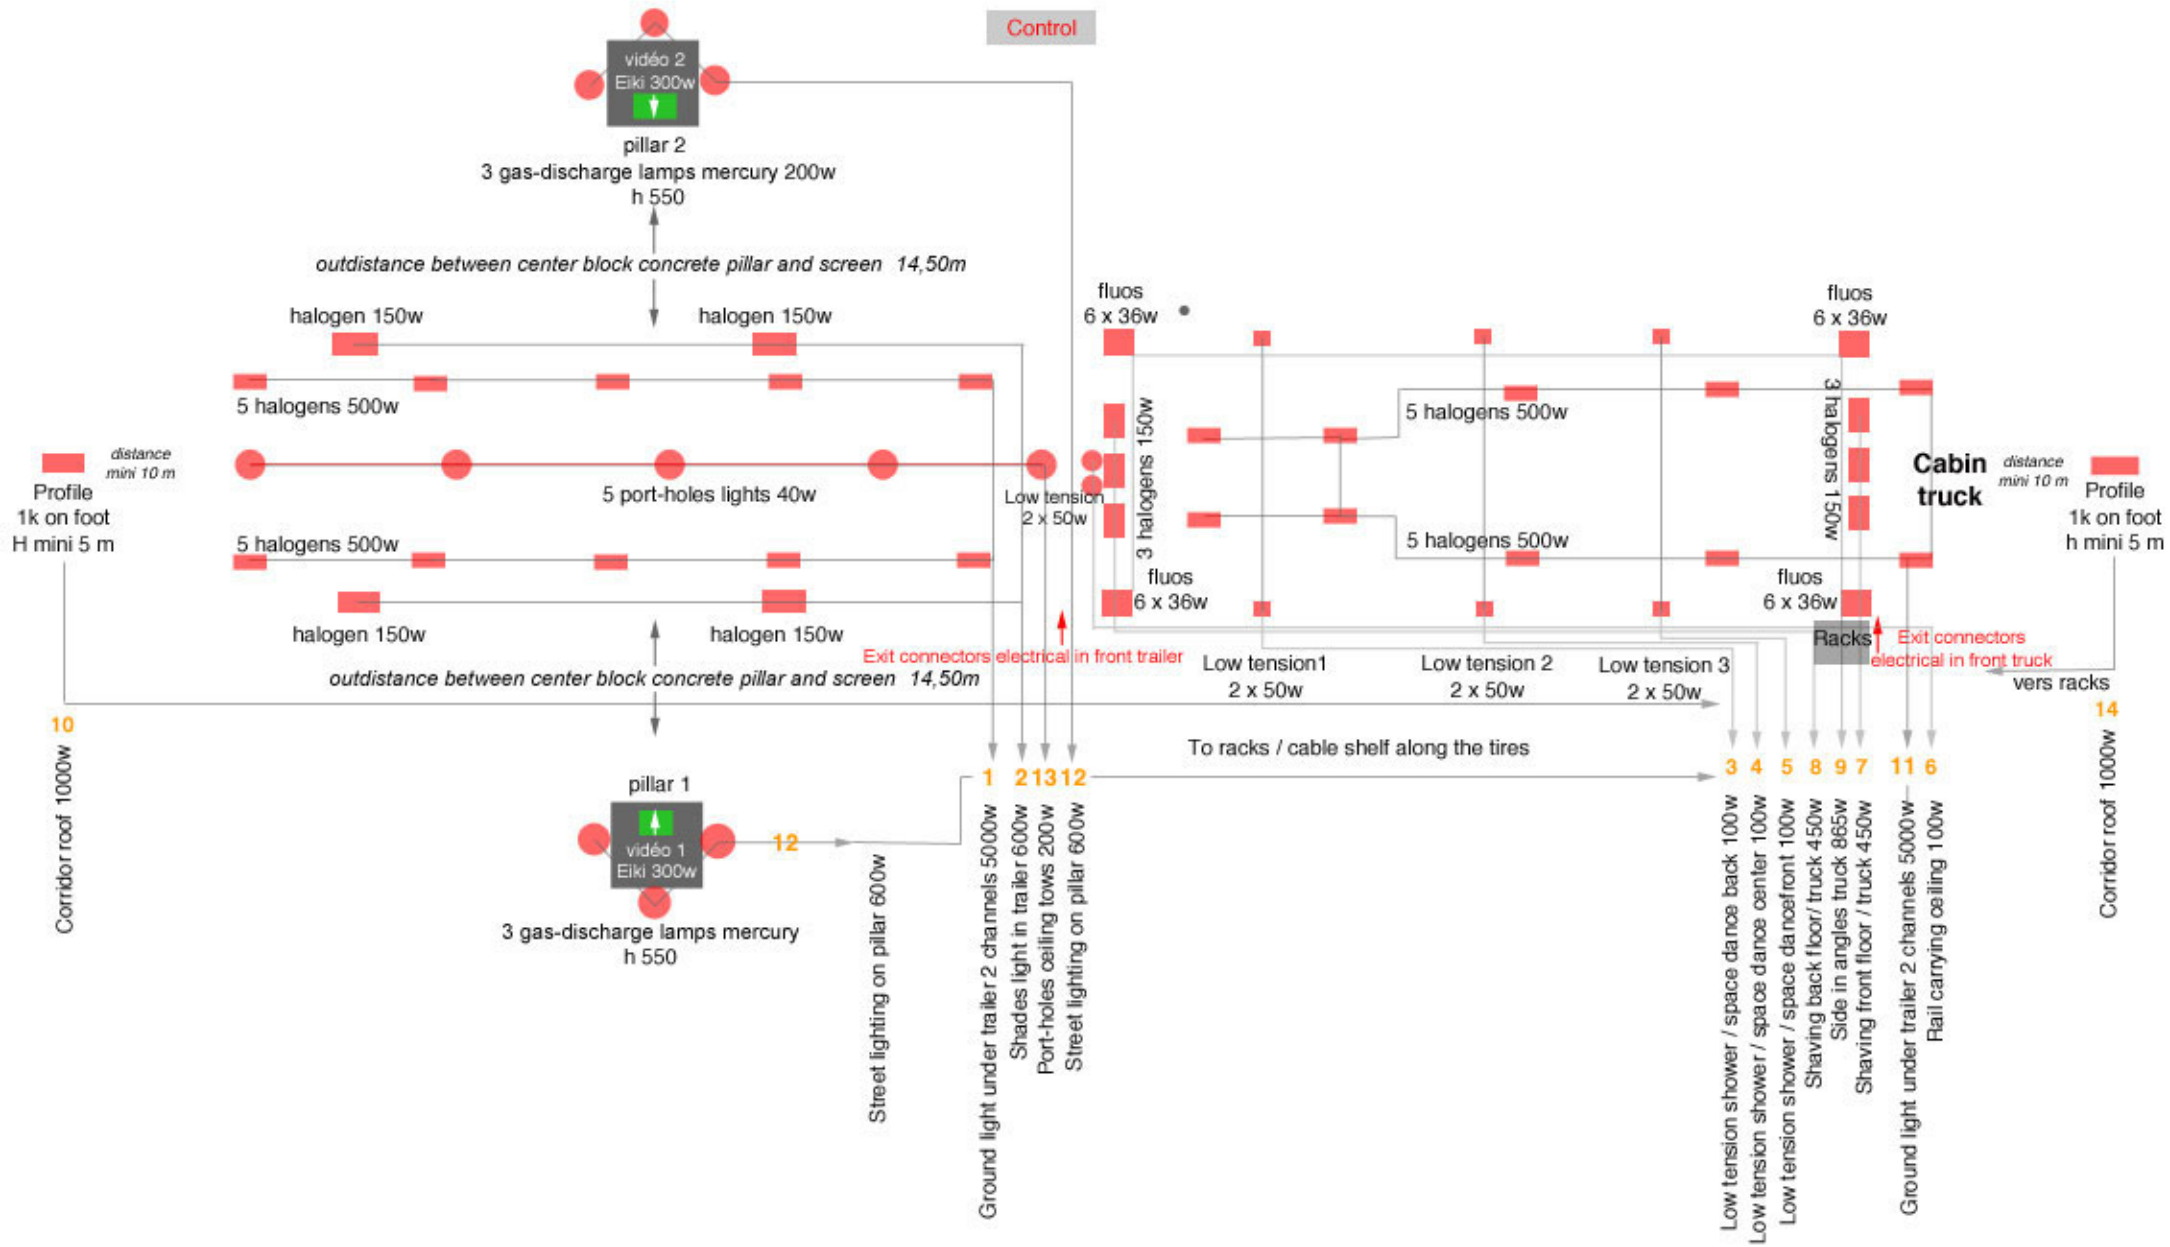 Control
vidéo 2
Eiki 300w
pillar 2
3 gas-discharge lamps mercury 200w
h 550
outdistance between center block concrete pillar and screen 14,50m
halogen 150w
halogen 150w
5 halogens 500w
distance
mini 10 m
Profile
1k on foot
H mini 5 m
5 port-holes lights 40w
Low tension
2 x 50w
5 halogens 500w
halogen 150w
halogen 150w
Exit connectors electrical in front trailer
outdistance between center block concrete pillar and screen 14,50m
fluos
6 x 36w
fluos
6 x 36w
3 halogens 150w
5 halogens 500w
3 halogens 150w
Cabin
truck
distance
mini 10 m
Profile
1k on foot
h mini 5 m
5 halogens 500w
fluos
6 x 36w
fluos
6 x 36w
Racks
Exit connectors
electrical in front truck
Low tension1
2 x 50w
Low tension 2
2 x 50w
Low tension 3
2 x 50w
vers racks
10
Corridor roof 1000w
14
Corridor roof 1000w
To racks / cable shelf along the tires
pillar 1
vidéo 1
Eiki 300w
3 gas-discharge lamps mercury
h 550
12
Street lighting on pillar 600w
1
2
13
12
3
4
5
8
9
7
11
6
Ground light under trailer 2 channels 5000w
Shades light in trailer 600w
Port-holes ceiling tows 200w
Street lighting on pillar 600w
Low tension shower / space dance back 100w
Low tension shower / space dance center 100w
Low tension shower / space dancefront 100w
Shaving back floor/ truck 450w
Side in angles truck 865w
Shaving front floor / truck 450w
Ground light under trailer 2 channels 5000w
Rail carrying ceiling 100w